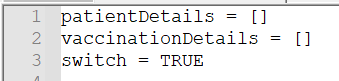 1 patientDetails = []
2 vaccinationDetails = []
3 switch = TRUE